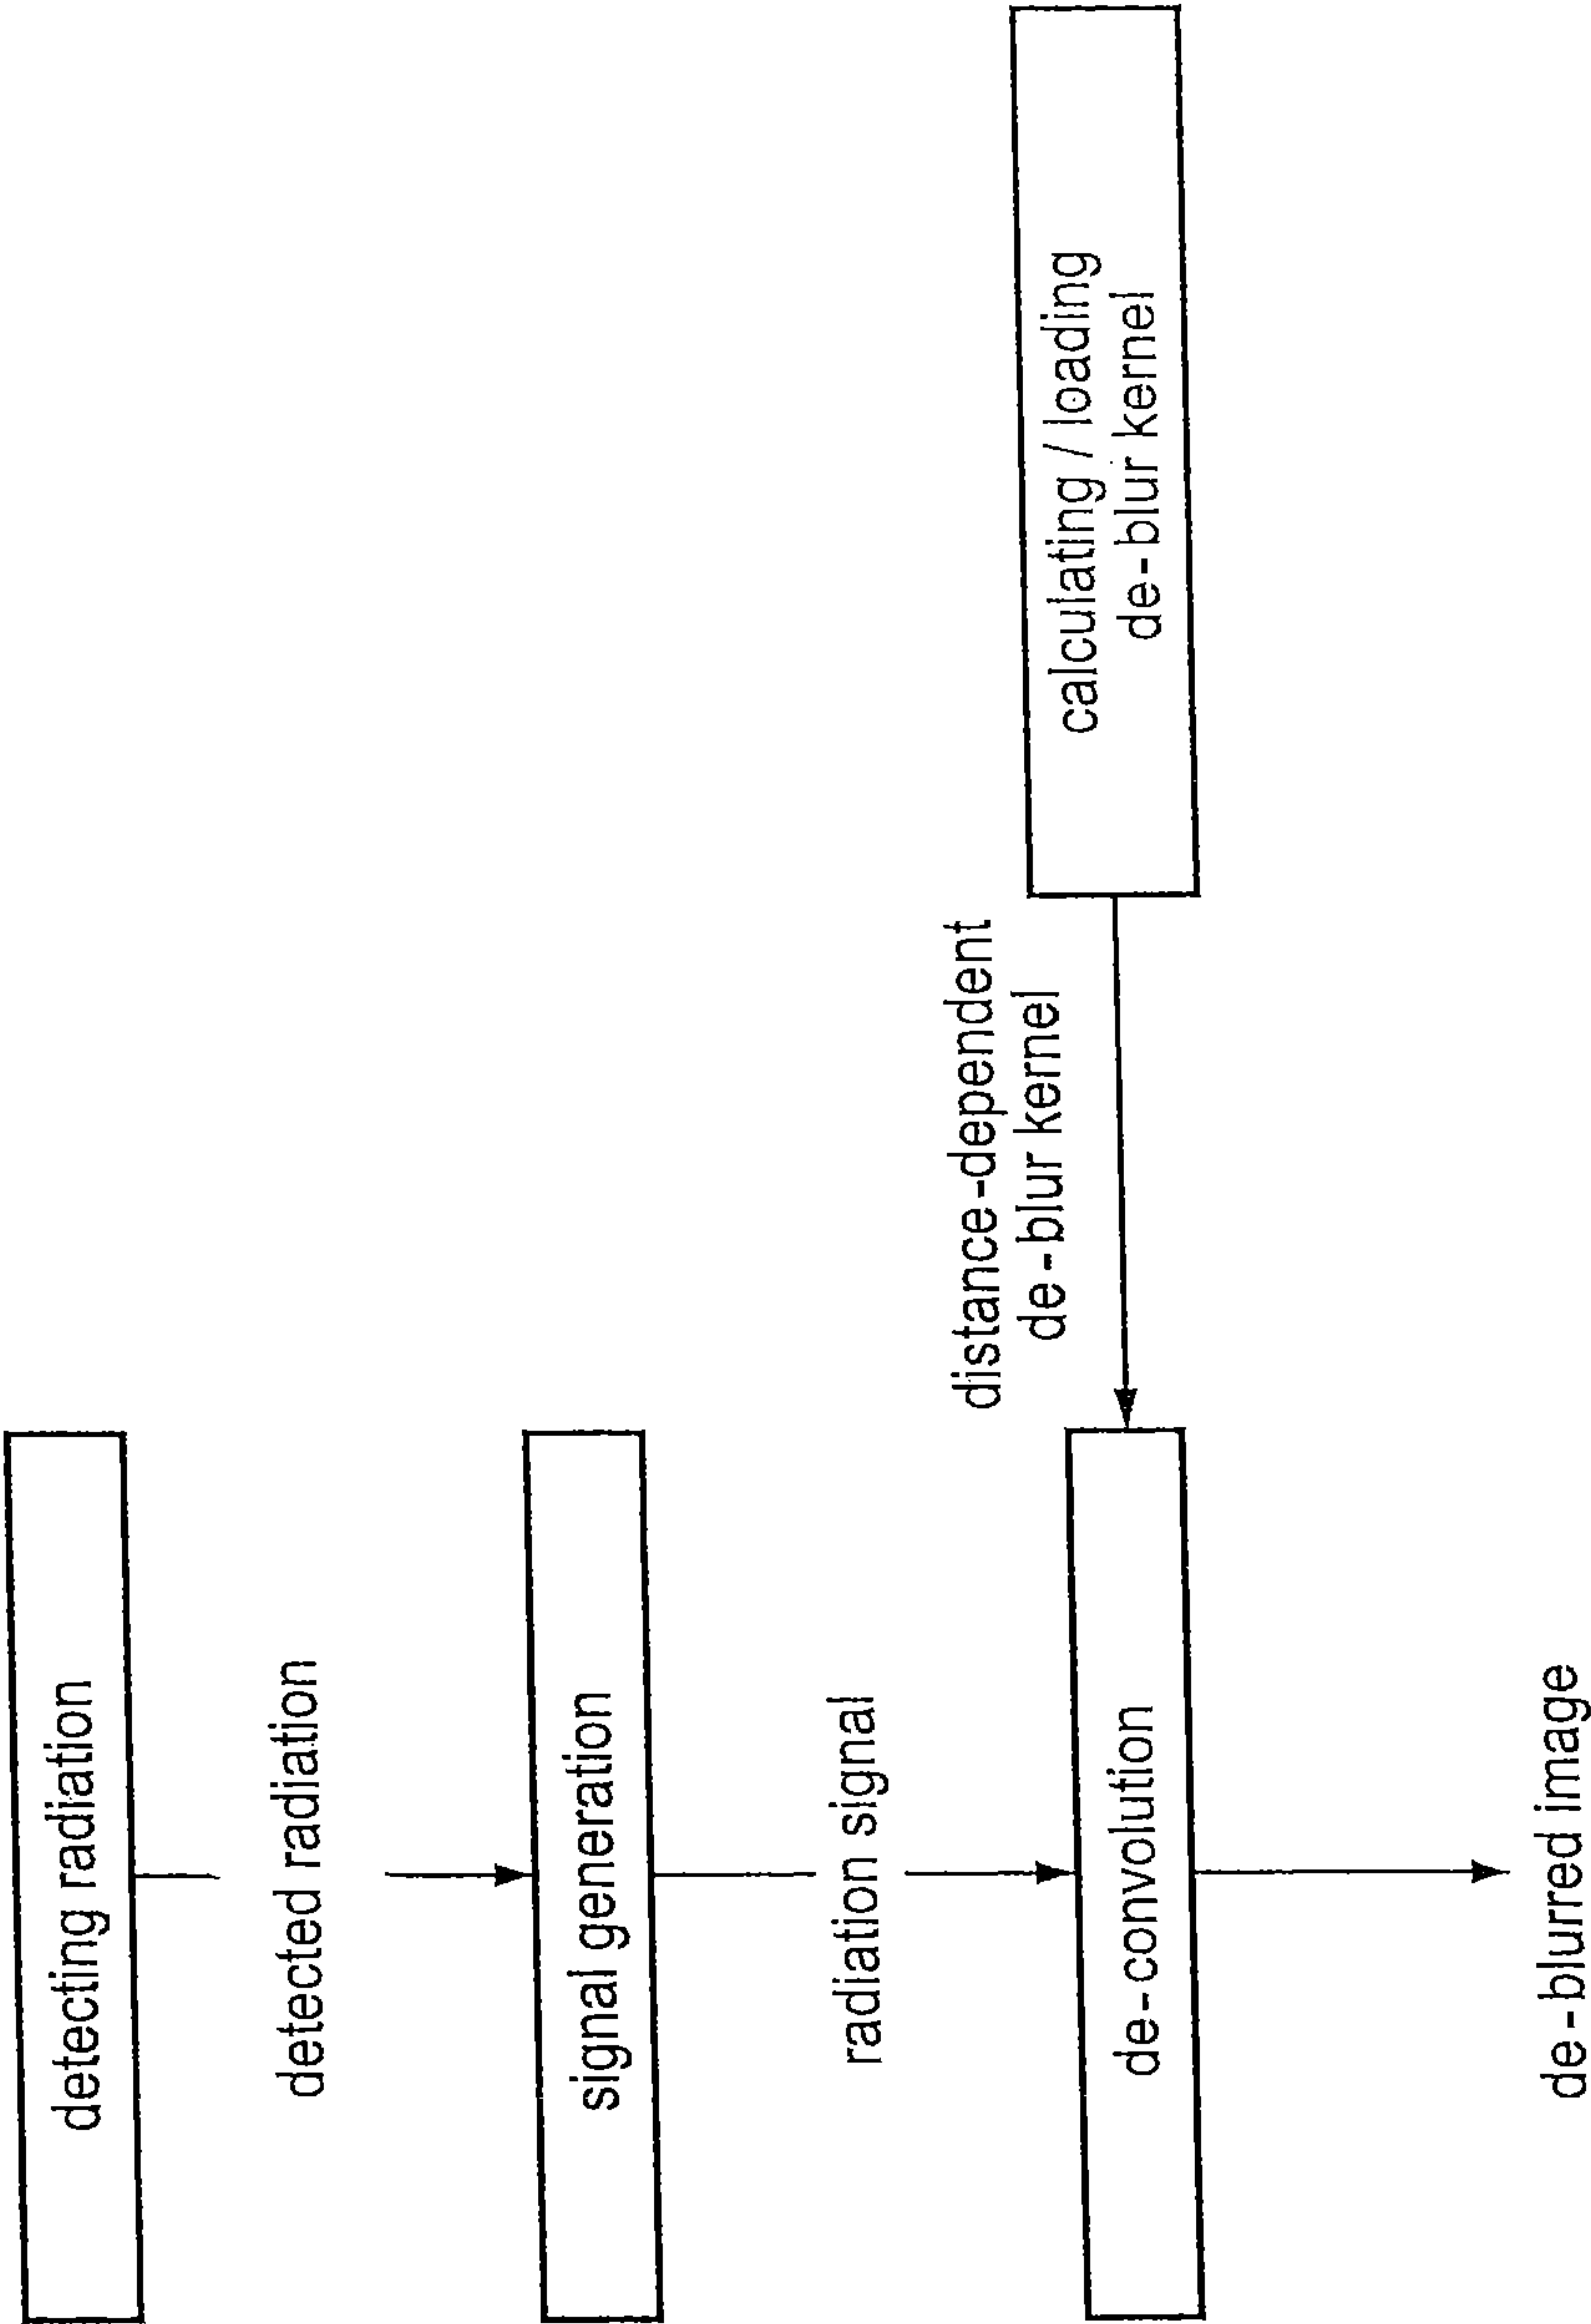 detecting radiation
detected radiation
signal generation
radiation signal
distance-dependent
de-blur kernel
de-convolution
calculating / loading
de-blur kernel
de-blurred image